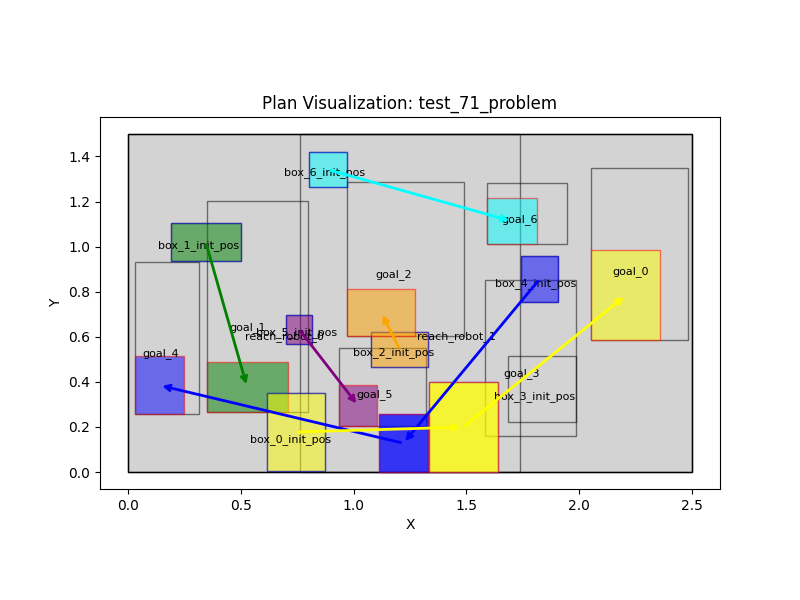 Plan Visualization: test_71_problem
1.4
1.2
1.0
0.8
0.6
0.4
0.2
0.0
Y
box_6_init_pos
goal_6
box_1_init_pos
goal_2
goal_0
box_4_init_pos
goal_1
box_5_init_pos
reach_robot_0
reach_robot_1
goal_4
box_2_init_pos
goal_3
goal_5
box_3_init_pos
box_0_init_pos
0.0 0.5 1.0 1.5 2.0 2.5
X